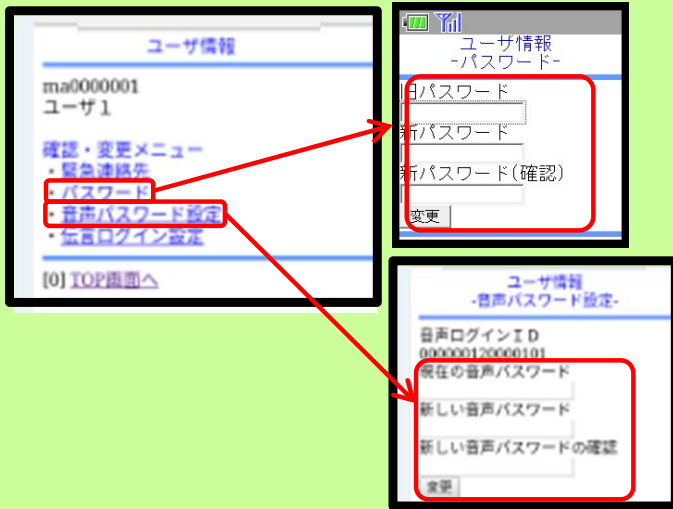 ユーザ情報
ma0000001
ユーザ1
確認・変更メニュー
・緊急連絡先
・パスワード
・音声パスワード設定
・伝言ログイン設定
[0] TOP画面へ
ユーザ情報
-パスワード-
旧パスワード
新パスワード
新パスワード(確認)
変更
ユーザ情報
-音声パスワード設定-
音声ログインID
000000120000101
現在の音声パスワード
新しい音声パスワード
新しい音声パスワードの確認
変更